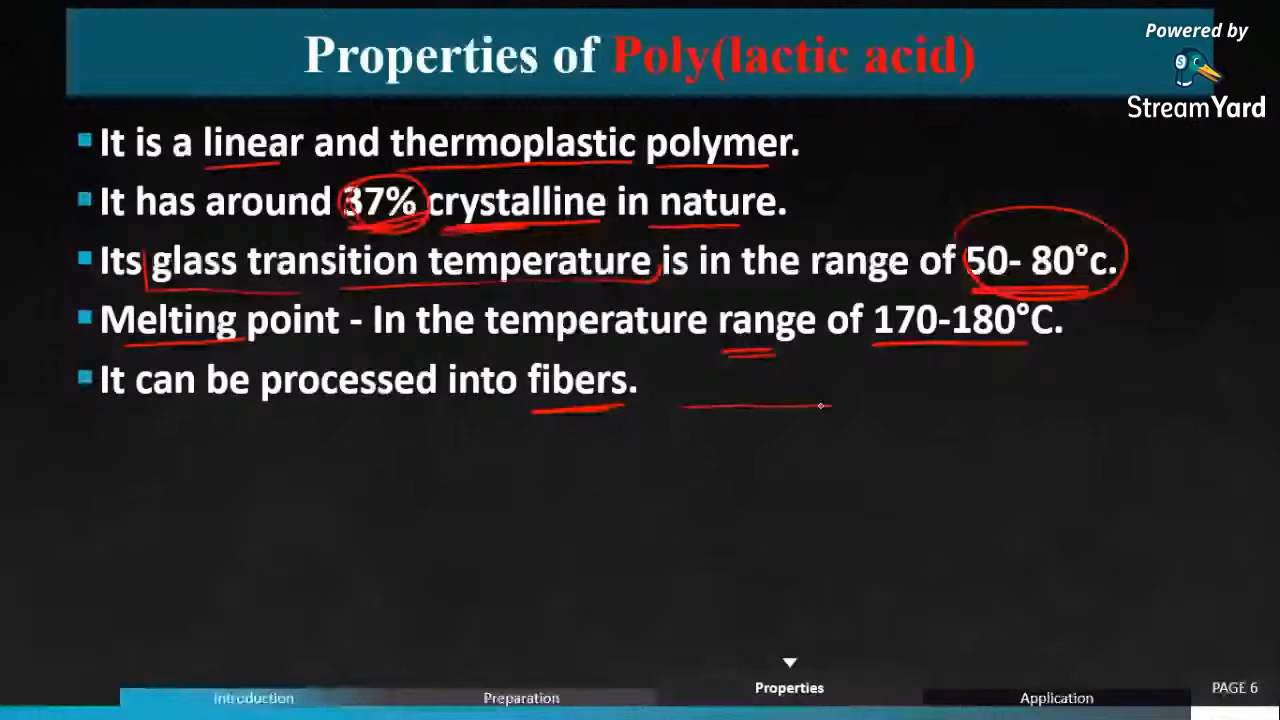 Properties of Poly(lactic acid)
Powered by
StreamYard
It is a linear and thermoplastic polymer.
It has around 37% crystalline in nature.
Its glass transition temperature is in the range of 50- 80°c.
Melting point - In the temperature range of 170-180°C.
It can be processed into fibers.
Introduction
Preparation
Properties
Application
PAGE 6